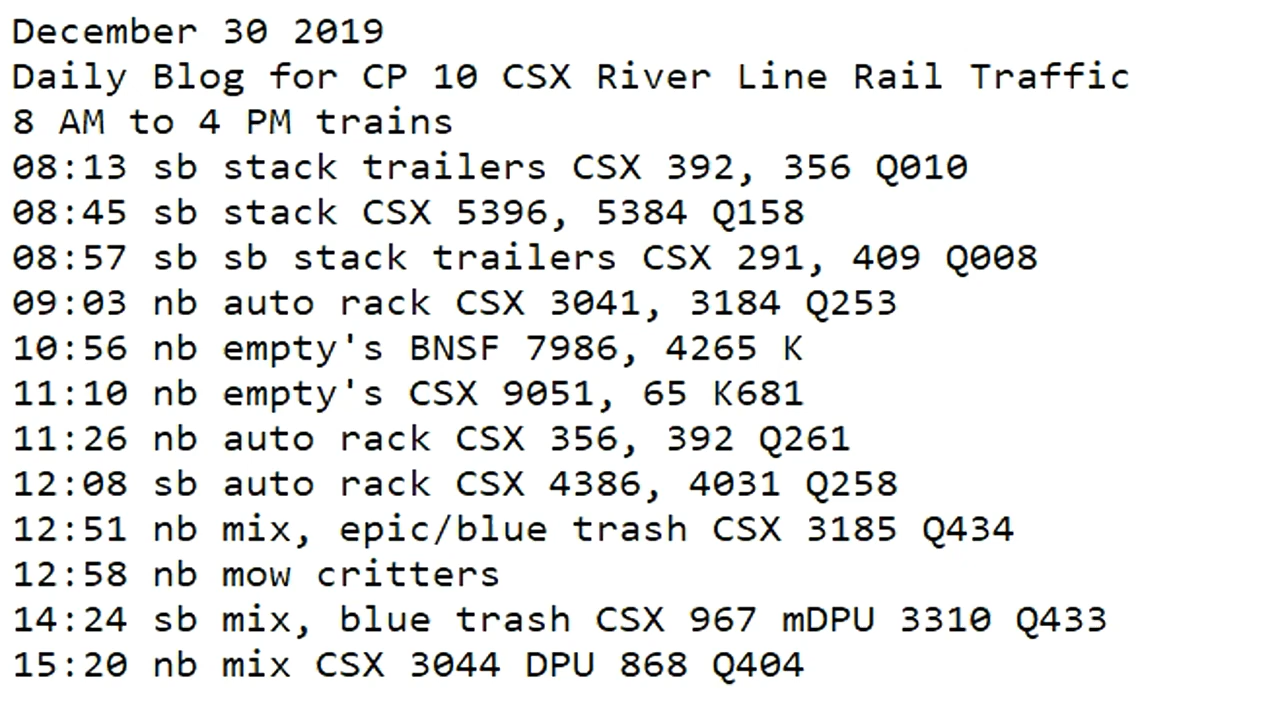 December 30 2019
Daily Blog for CP 10 CSX River Line Rail Traffic
8 AM to 4 PM trains
08:13 sb stack trailers CSX 392, 356 Q010
08:45 sb stack CSX 5396, 5384 Q158
08:57 sb sb stack trailers CSX 291, 409 Q008
09:03 nb auto rack CSX 3041, 3184 Q253
10:56 nb empty's BNSF 7986, 4265 K
11:10 nb empty's CSX 9051, 65 K681
11:26 nb auto rack CSX 356, 392 Q261
12:08 sb auto rack CSX 4386, 4031 Q258
12:51 nb mix, epic/blue trash CSX 3185 Q434
12:58 nb mow critters
14:24 sb mix, blue trash CSX 967 mDPU 3310 Q433
15:20 nb mix CSX 3044 DPU 868 Q404